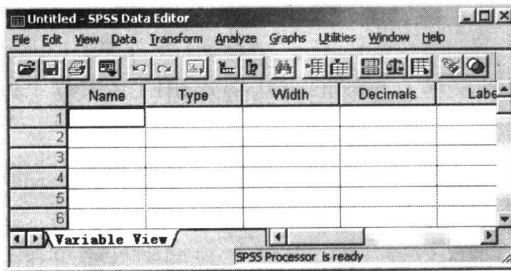 Untitled - SPSS Data Editor
File Edit View Data Transform Analyze Graphs Utilities Window Help
Name Type Width Decimals Labe
1
2
3
4
5
6
Variable View
SPSS Processor is ready